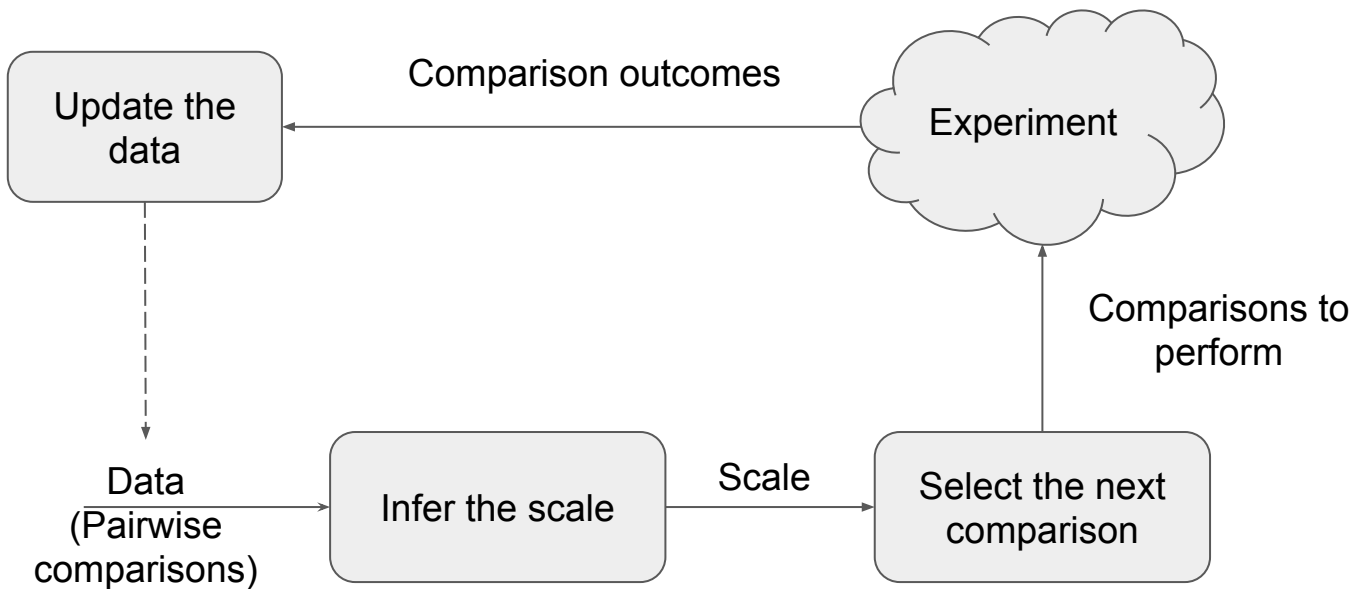 Comparison outcomes
Update the
data
Experiment
Comparisons to
perform
Data
(Pairwise
comparisons)
Infer the scale
Scale
Select the next
comparison